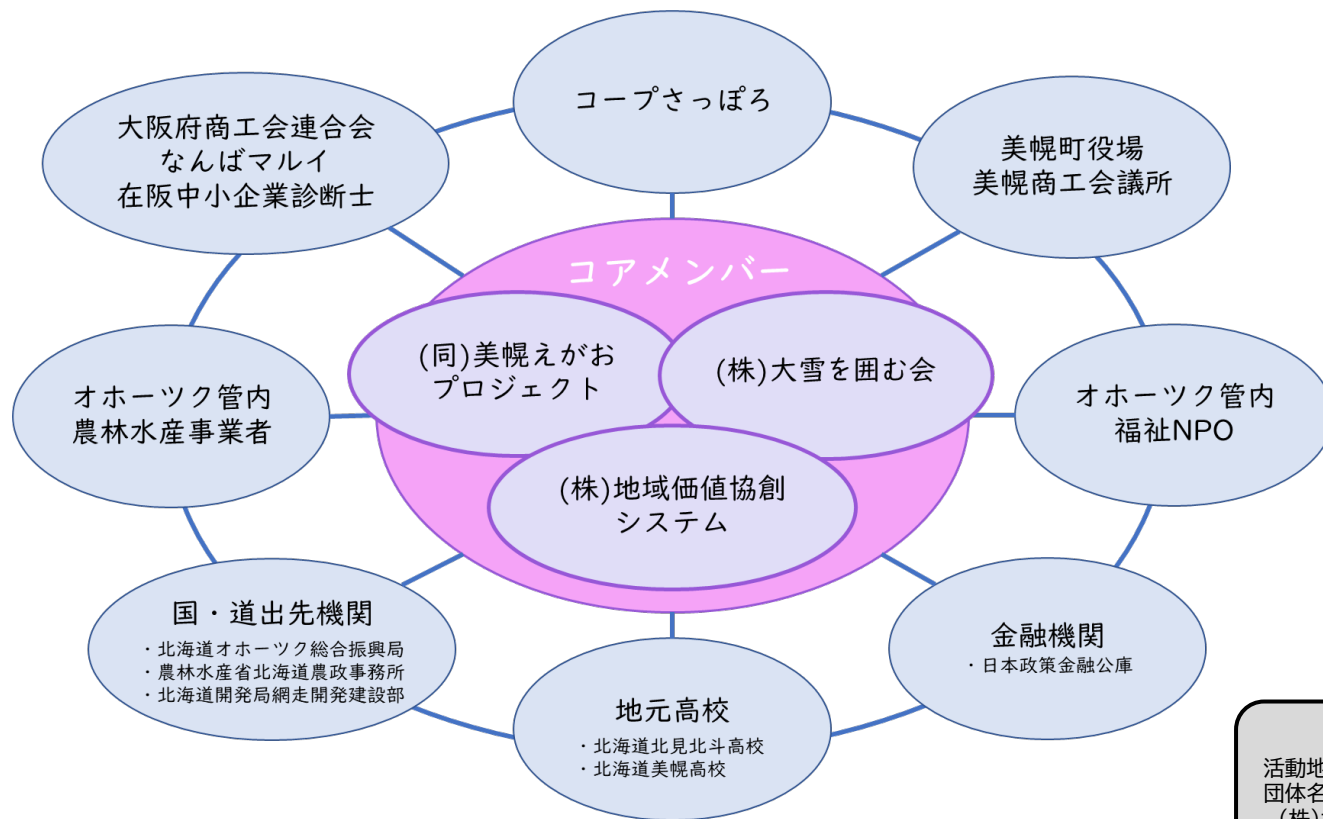 コープさっぽろ
大阪府商工会連合会
なんばマルイ
在阪中小企業診断士
美幌町役場
美幌商工会議所
コアメンバー
(同)美幌えがお
プロジェクト
(株)大雪を囲む会
(株)地域価値協創
システム
オホーツク管内
農林水産事業者
オホーツク管内
福祉NPO
国・道出先機関
・北海道オホーツク総合振興局
・農林水産省北海道農政事務所
・北海道開発局網走開発建設部
地元高校
・北海道北見北斗高校
・北海道美幌高校
金融機関
・日本政策金融公庫
活動地
団体名
(株)